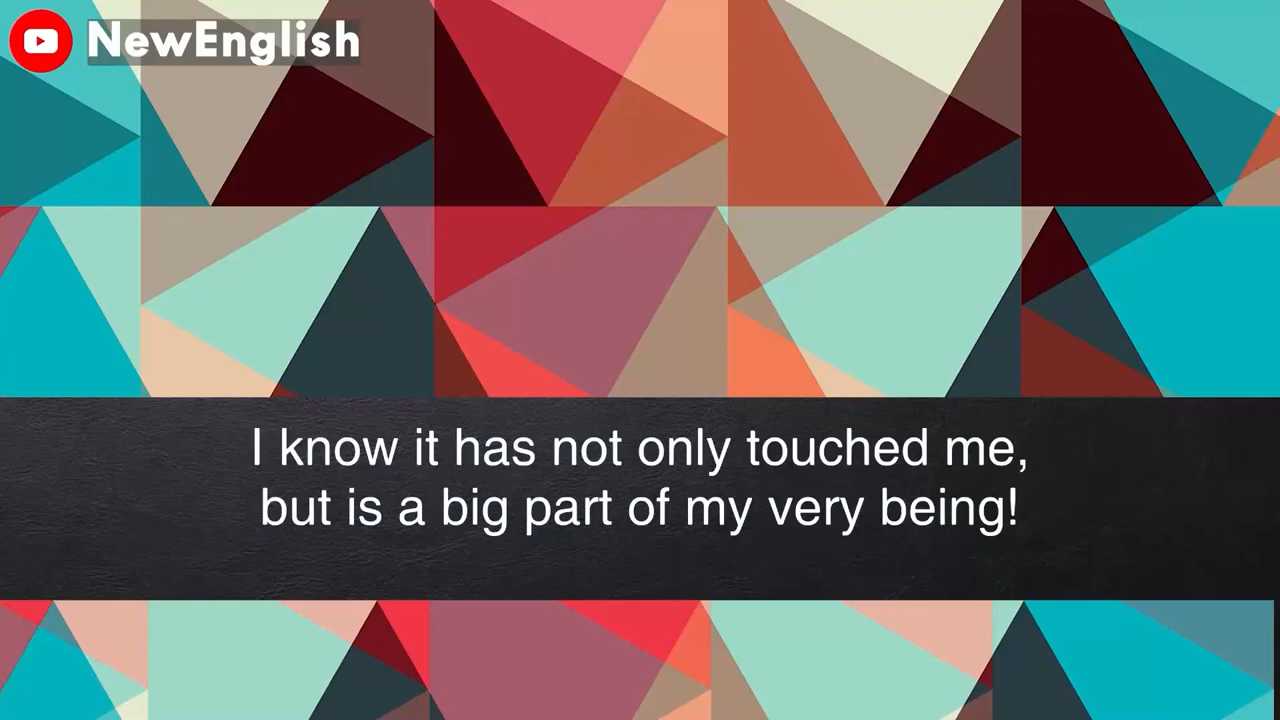 NewEnglish
I know it has not only touched me,
but is a big part of my very being!